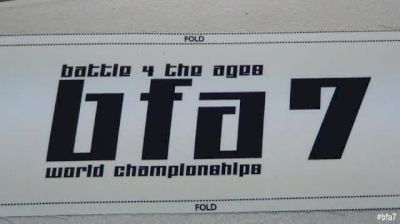 FOLD
battle 4 the ages
bfa 7
world championships
FOLD
#bfa7